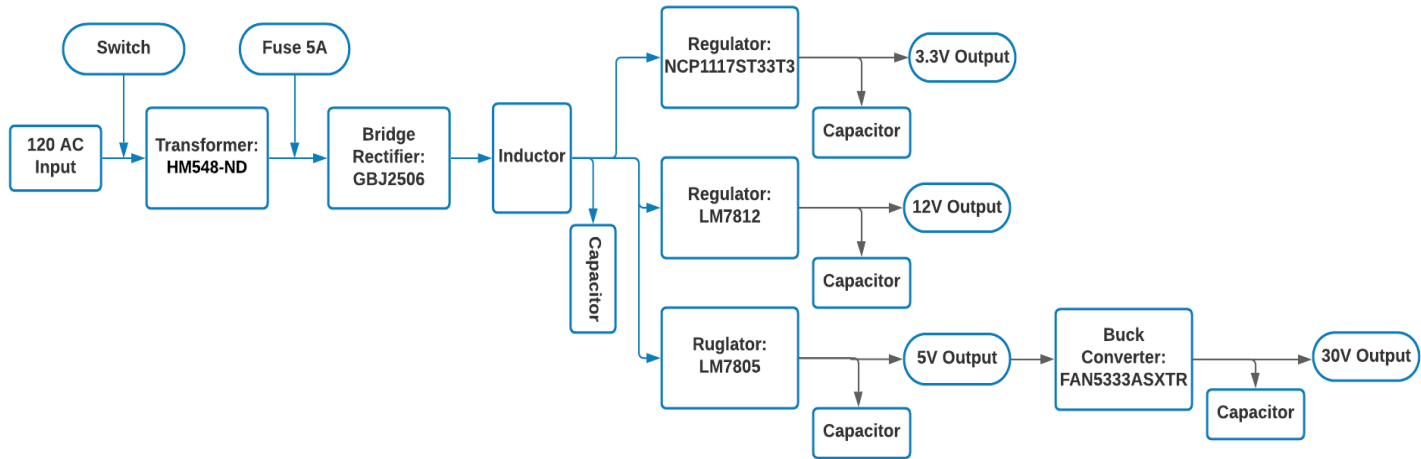 Switch
Fuse 5A
120 AC
Input
Transformer:
HM548-ND
Bridge
Rectifier:
GBJ2506
Inductor
Capacitor
Regulator:
NCP1117ST33T3
3.3V Output
Capacitor
Regulator:
LM7812
12V Output
Capacitor
Ruglator:
LM7805
5V Output
Capacitor
Buck
Converter:
FAN5333ASXTR
30V Output
Capacitor